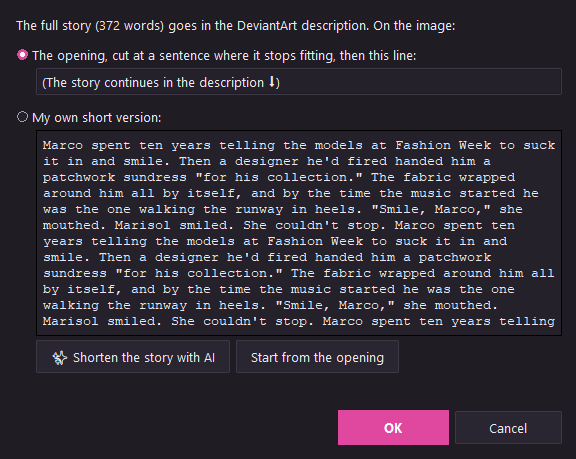 The full story (372 words) goes in the DeviantArt description. On the image:
The opening, cut at a sentence where it stops fitting, then this line:
(The story continues in the description ⬇)
My own short version:
Marco spent ten years telling the models at Fashion Week to suck
it in and smile. Then a designer he'd fired handed him a
patchwork sundress "for his collection." The fabric wrapped
around him all by itself, and by the time the music started he
was the one walking the runway in heels. "Smile, Marco," she
mouthed. Marisol smiled. She couldn't stop. Marco spent ten
years telling the models at Fashion Week to suck it in and
smile. Then a designer he'd fired handed him a patchwork
sundress "for his collection." The fabric wrapped around him all
by itself, and by the time the music started he was the one
walking the runway in heels. "Smile, Marco," she mouthed.
Marisol smiled. She couldn't stop. Marco spent ten years telling
✨ Shorten the story with AI
Start from the opening
OK
Cancel